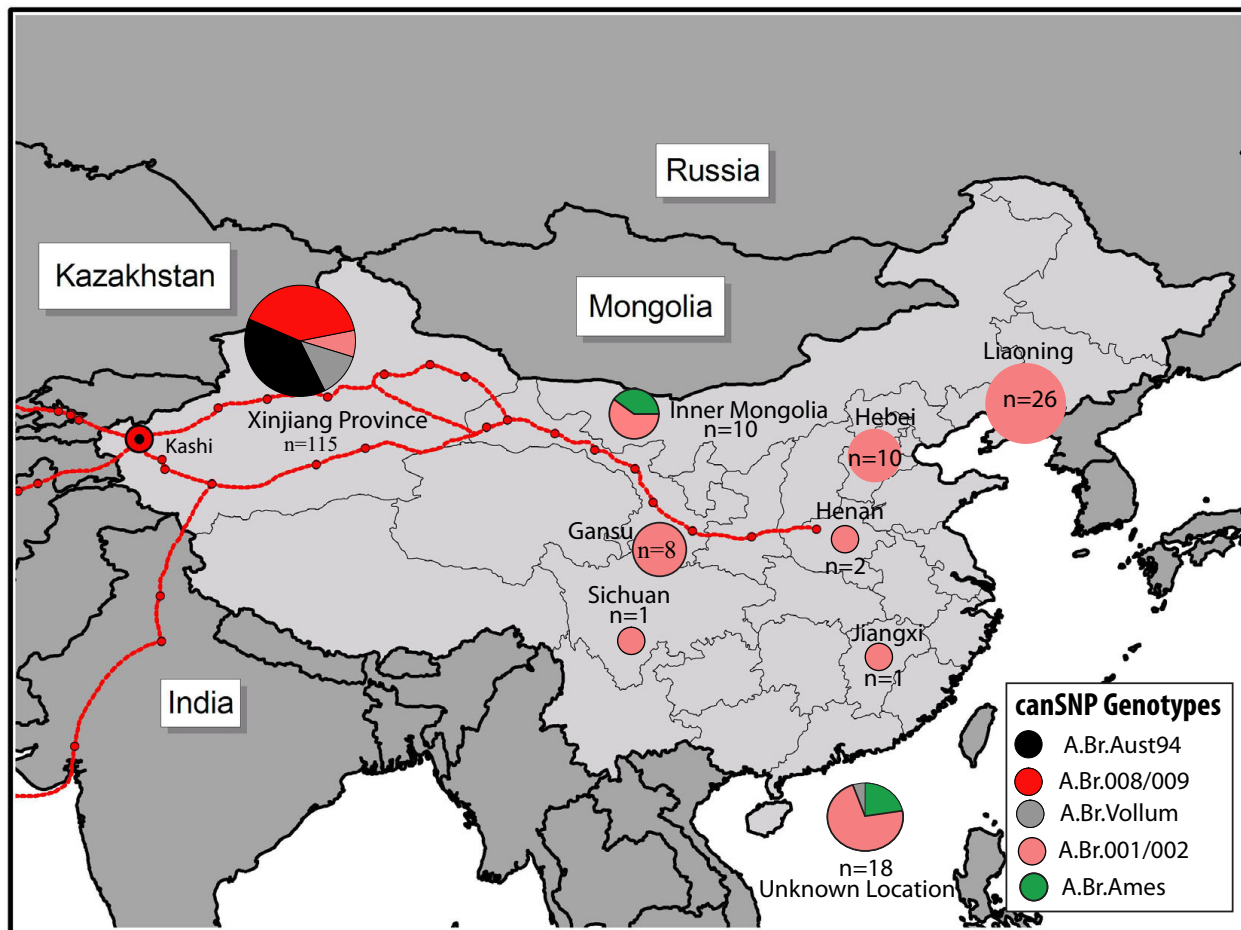 Russia
Kazakhstan
Mongolia
Liaoning
n=26
Xinjiang Province
n=115
Kashi
Inner Mongolia
n=10
Hebei
n=10
Henan
n=2
Gansu
n=8
Sichuan
n=1
Jiangxi
n=1
India
n=18
Unknown Location
canSNP Genotypes
A.Br.Aust94
A.Br.008/009
A.Br.Vollum
A.Br.001/002
A.Br.Ames